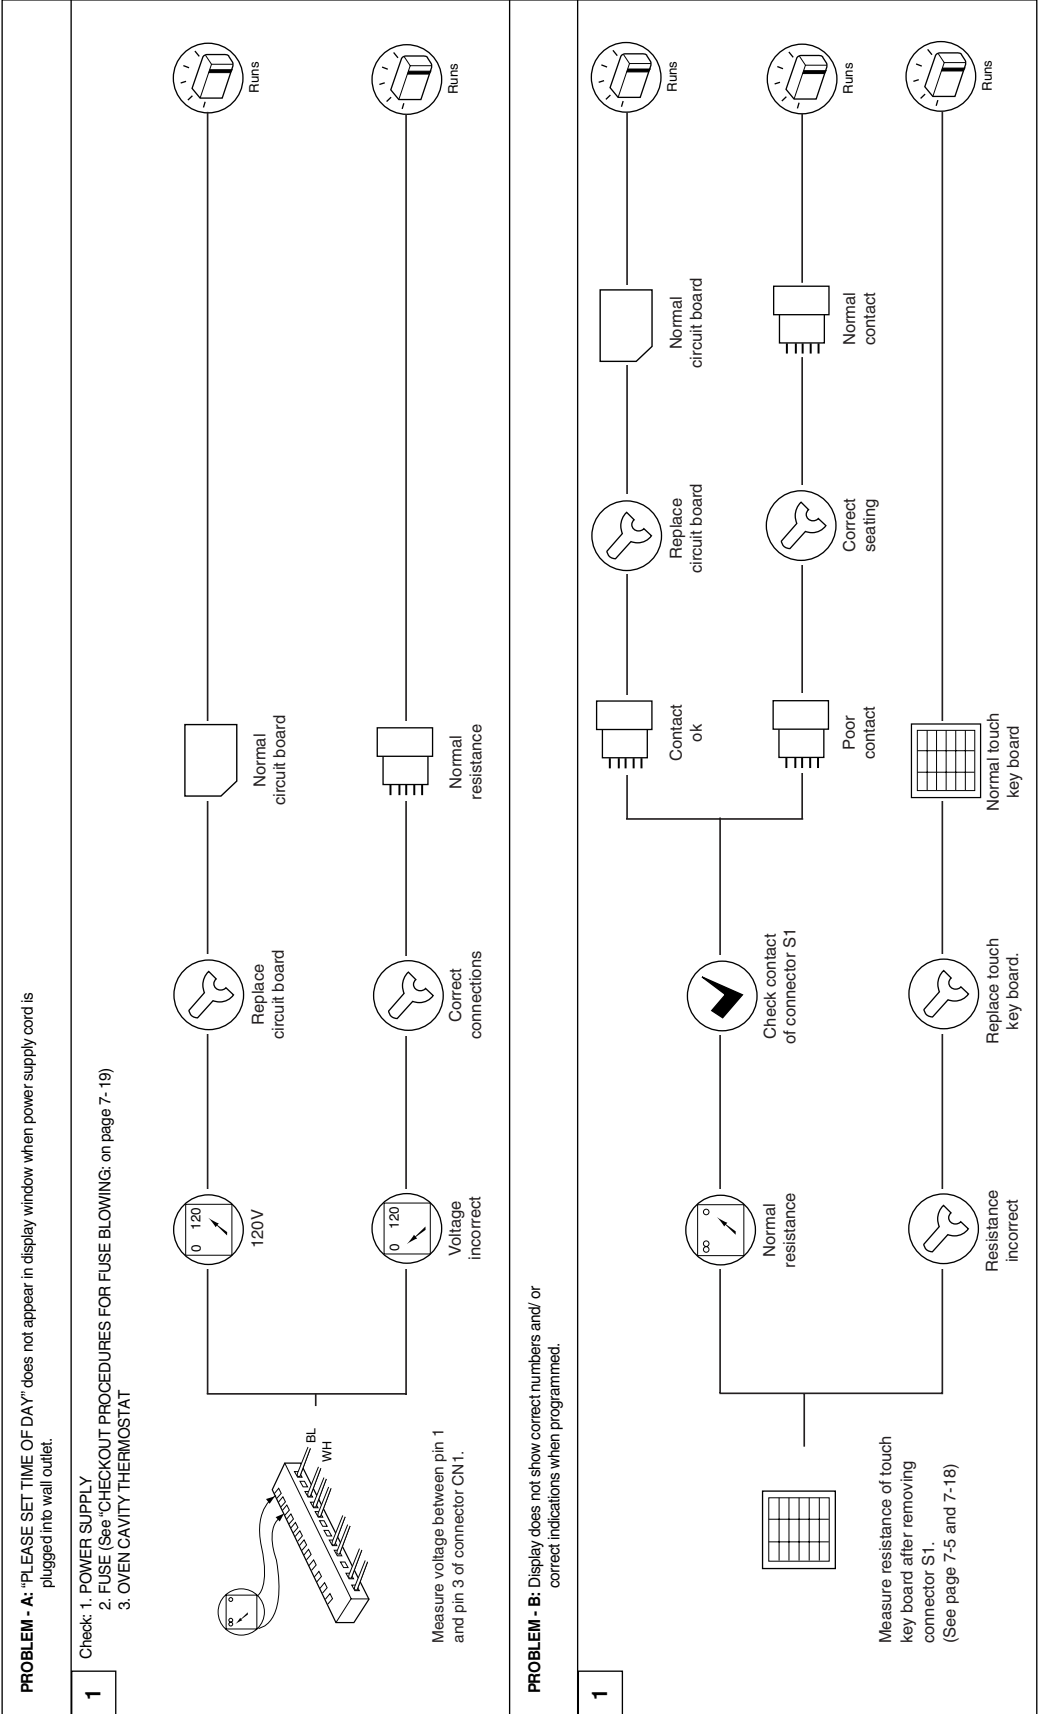 PROBLEM - A: “PLEASE SET TIME OF DAY” does not appear in display window when power supply cord is
plugged into wall outlet.
1
Check: 1. POWER SUPPLY
2. FUSE (See “CHECKOUT PROCEDURES FOR FUSE BLOWING: on page 7-19)
3. OVEN CAVITY THERMOSTAT
BL
WH
Measure voltage between pin 1
and pin 3 of connector CN1.
0 120
120V
Replace
circuit board
Normal
circuit board
Runs
0 120
Voltage
incorrect
Correct
connections
Normal
resistance
Runs
PROBLEM - B: Display does not show correct numbers and/ or
correct indications when programmed.
1
Measure resistance of touch
key board after removing
connector S1.
(See page 7-5 and 7-18)
∞ 0
Normal
resistance
Check contact
of connector S1
Contact
ok
Replace
circuit board
Normal
circuit board
Runs
Poor
contact
Correct
seating
Normal
contact
Runs
Resistance
incorrect
Replace touch
key board.
Normal touch
key board
Runs